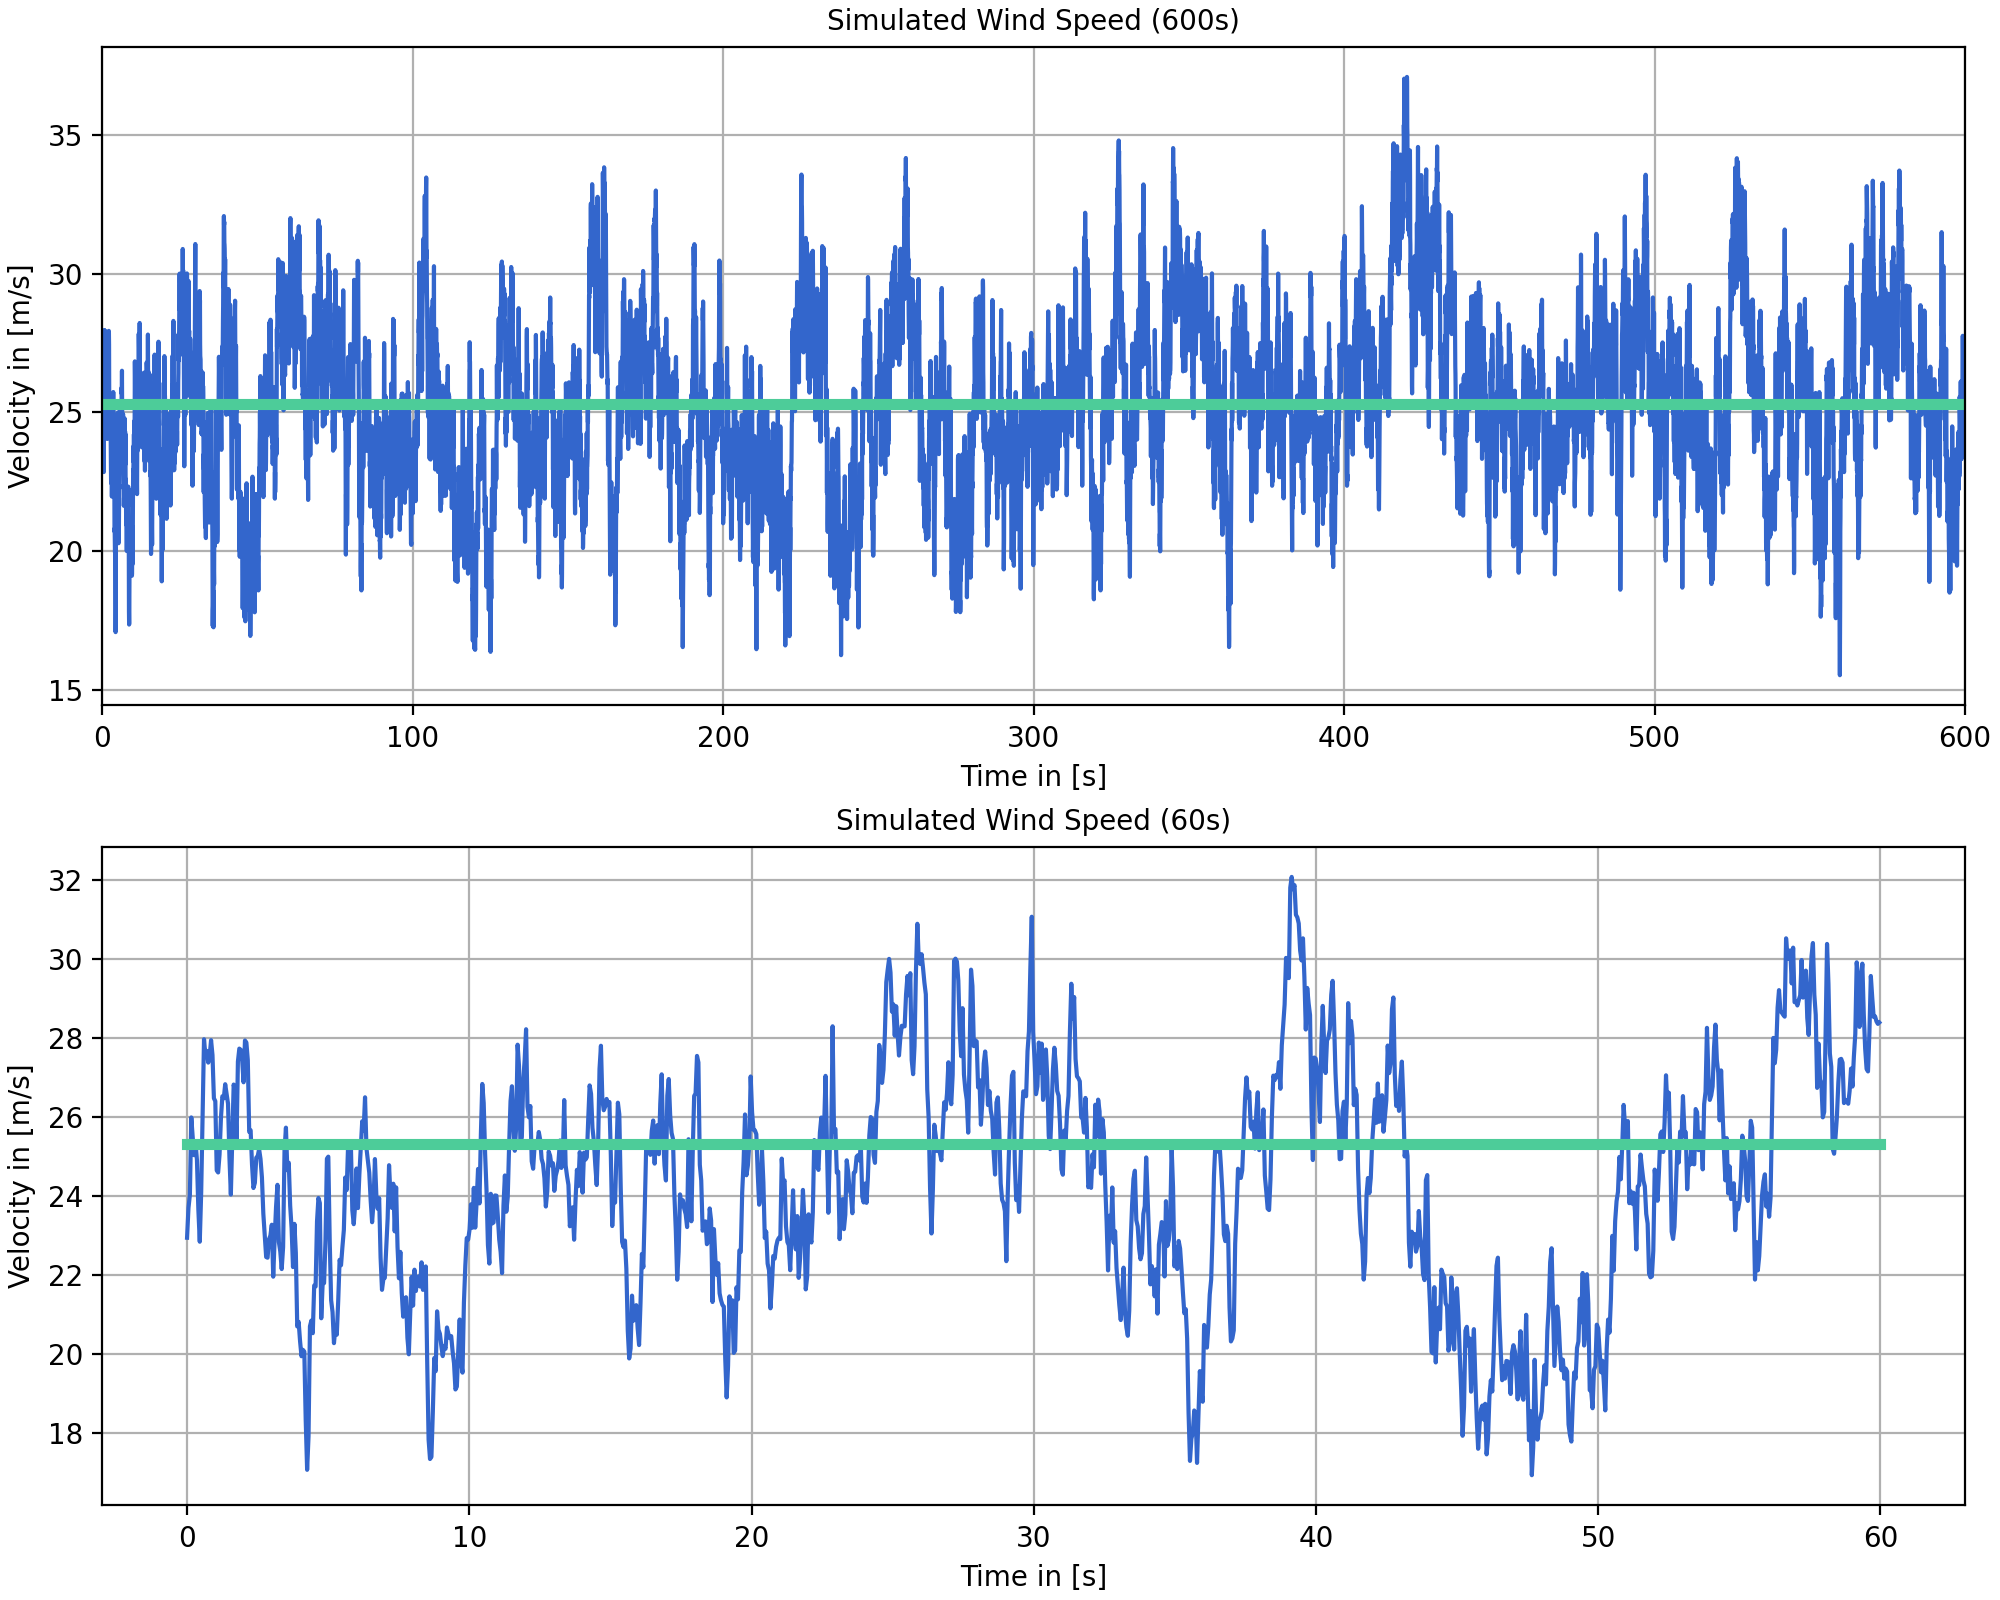 Simulated Wind Speed (600s)
Velocity in [m/s]
35
30
25
20
15
0 100 200 300 400 500 600
Time in [s]
Simulated Wind Speed (60s)
Velocity in [m/s]
32
30
28
26
24
22
20
18
0 10 20 30 40 50 60
Time in [s]